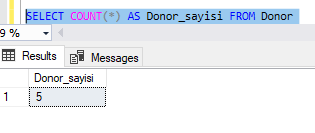 SELECT COUNT(*) AS Donor_sayisi FROM Donor
9 %
Results Messages
Donor_sayisi
1 5